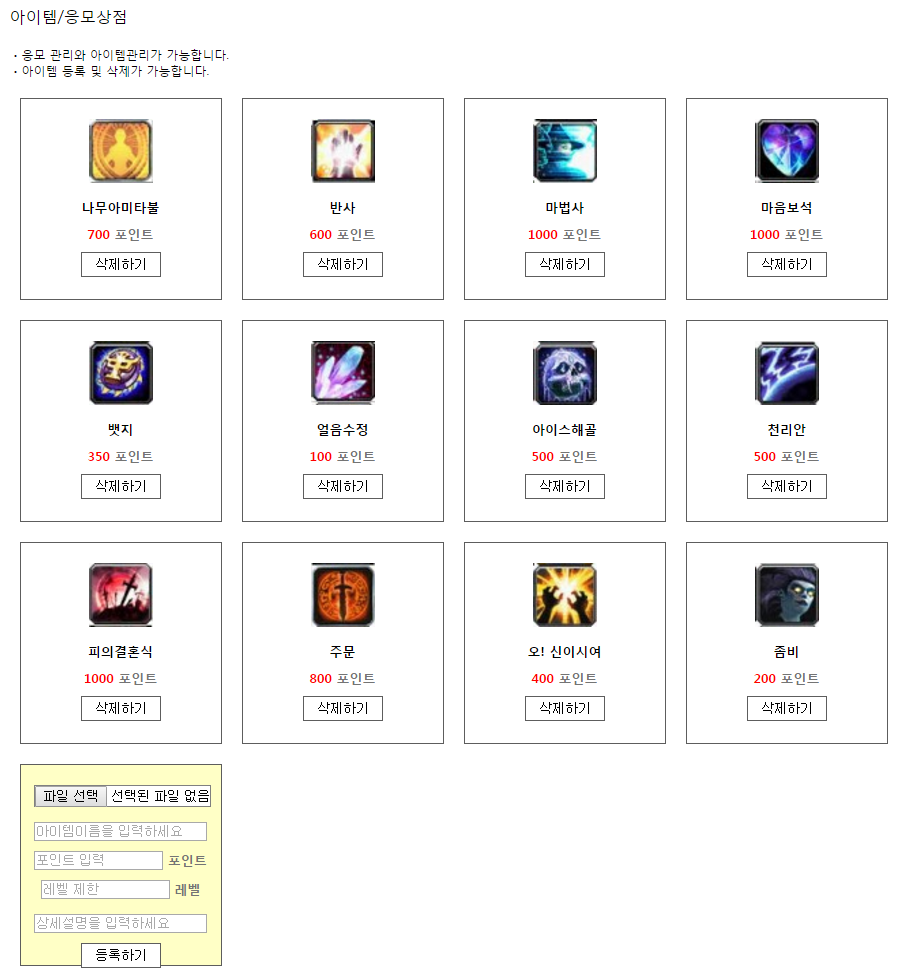 아이템/응모상점
· 응모 관리와 아이템관리가 가능합니다.
· 아이템 등록 및 삭제가 가능합니다.
나무아미타불
700 포인트
삭제하기
반사
600 포인트
삭제하기
마법사
1000 포인트
삭제하기
마음보석
1000 포인트
삭제하기
뱃지
350 포인트
삭제하기
얼음수정
100 포인트
삭제하기
아이스해골
500 포인트
삭제하기
천리안
500 포인트
삭제하기
피의결혼식
1000 포인트
삭제하기
주문
800 포인트
삭제하기
오! 신이시여
400 포인트
삭제하기
좀비
200 포인트
삭제하기
파일 선택 선택된 파일 없음
아이템이름을 입력하세요
포인트 입력 포인트
레벨 제한 레벨
상세설명을 입력하세요
등록하기